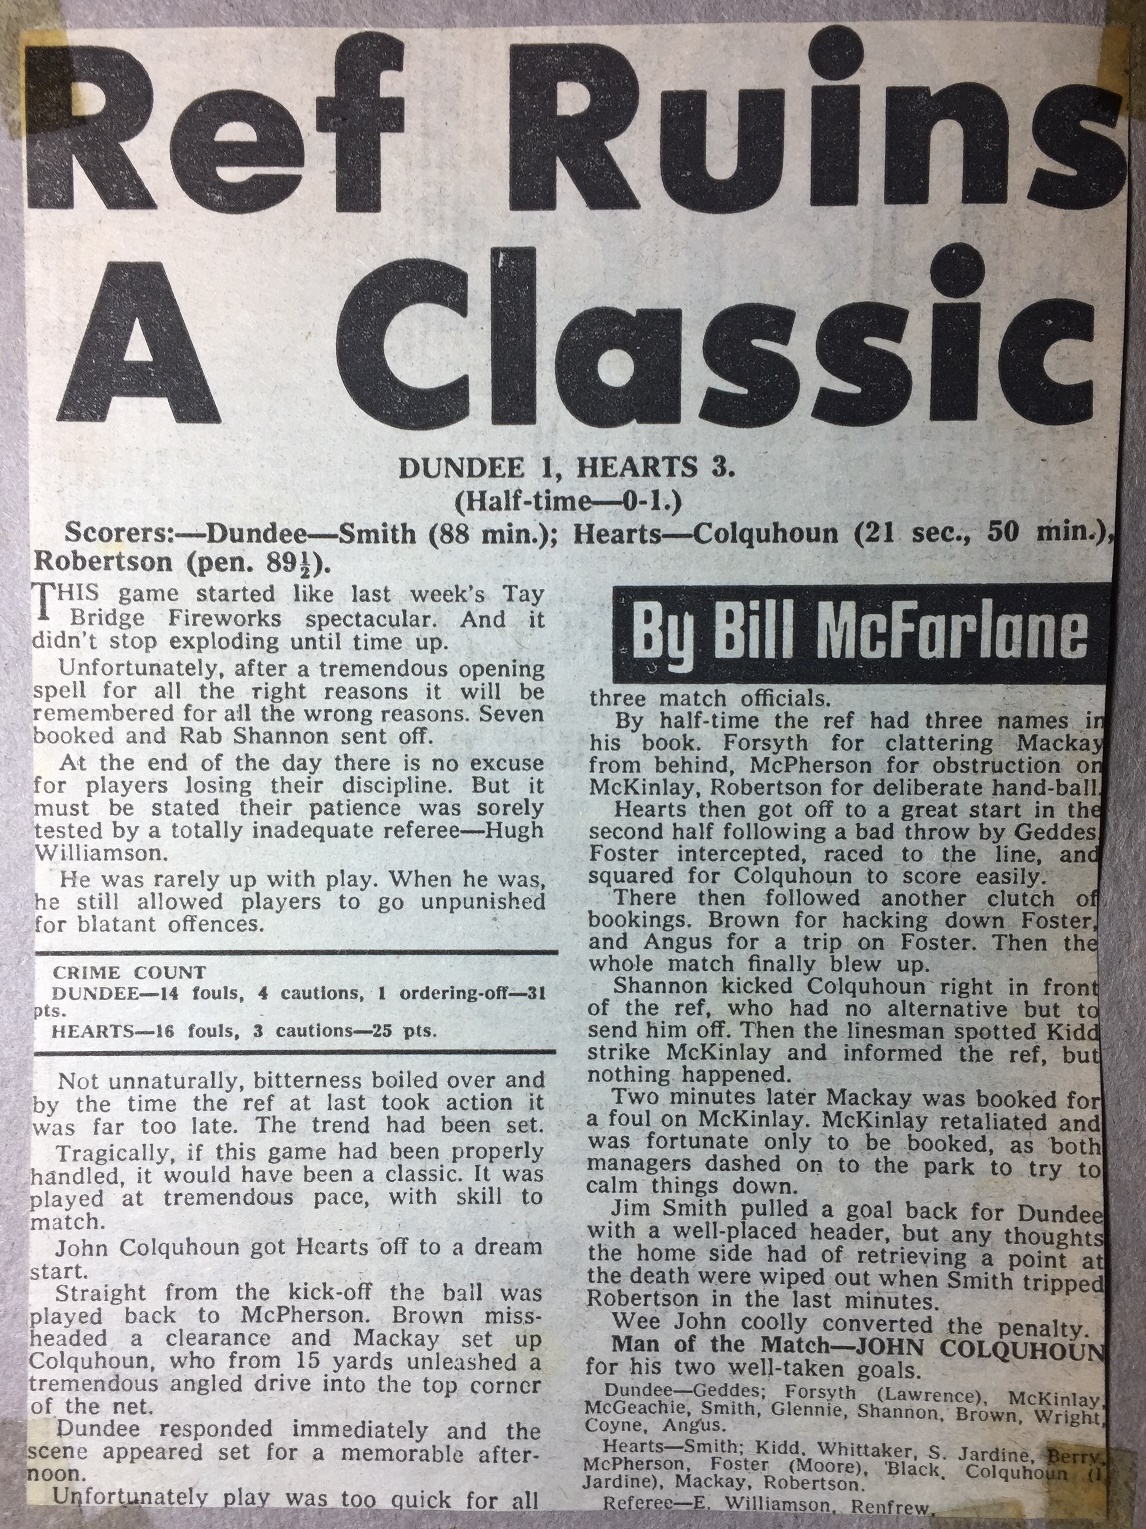 Ref Ruins
A Classic
DUNDEE 1, HEARTS 3.
(Half-time—0-1.)
Scorers:—Dundee—Smith (88 min.); Hearts—Colquhoun (21 sec., 50 min.),
Robertson (pen. 89½).
THIS game started like last week's Tay
Bridge Fireworks spectacular. And it
didn't stop exploding until time up.
Unfortunately, after a tremendous opening
spell for all the right reasons it will be
remembered for all the wrong reasons. Seven
booked and Rab Shannon sent off.
At the end of the day there is no excuse
for players losing their discipline. But it
must be stated their patience was sorely
tested by a totally inadequate referee—Hugh
Williamson.
He was rarely up with play. When he was,
he still allowed players to go unpunished
for blatant offences.
CRIME COUNT
DUNDEE—14 fouls, 4 cautions, 1 ordering-off—31
pts.
HEARTS—16 fouls, 3 cautions—25 pts.
Not unnaturally, bitterness boiled over and
by the time the ref at last took action it
was far too late. The trend had been set.
Tragically, if this game had been properly
handled, it would have been a classic. It was
played at tremendous pace, with skill to
match.
John Colquhoun got Hearts off to a dream
start.
Straight from the kick-off the ball was
played back to McPherson. Brown miss-
headed a clearance and Mackay set up
Colquhoun, who from 15 yards unleashed a
tremendous angled drive into the top corner
of the net.
Dundee responded immediately and the
scene appeared set for a memorable after-
noon.
Unfortunately play was too quick for all
By Bill McFarlane
three match officials.
By half-time the ref had three names in
his book. Forsyth for clattering Mackay
from behind, McPherson for obstruction on
McKinlay, Robertson for deliberate hand-ball.
Hearts then got off to a great start in the
second half following a bad throw by Geddes.
Foster intercepted, raced to the line, and
squared for Colquhoun to score easily.
There then followed another clutch of
bookings. Brown for hacking down Foster,
and Angus for a trip on Foster. Then the
whole match finally blew up.
Shannon kicked Colquhoun right in front
of the ref, who had no alternative but to
send him off. Then the linesman spotted Kidd
strike McKinlay and informed the ref, but
nothing happened.
Two minutes later Mackay was booked for
a foul on McKinlay. McKinlay retaliated and
was fortunate only to be booked, as both
managers dashed on to the park to try to
calm things down.
Jim Smith pulled a goal back for Dundee
with a well-placed header, but any thoughts
the home side had of retrieving a point at
the death were wiped out when Smith tripped
Robertson in the last minutes.
Wee John coolly converted the penalty.
Man of the Match—JOHN COLQUHOUN
for his two well-taken goals.
Dundee—Geddes; Forsyth (Lawrence), McKinlay,
McGeachie, Smith, Glennie, Shannon, Brown, Wright,
Coyne, Angus.
Hearts—Smith; Kidd, Whittaker, S. Jardine, Berry,
McPherson, Foster (Moore), Black, Colquhoun (I.
Jardine), Mackay, Robertson.
Referee—E. Williamson, Renfrew.